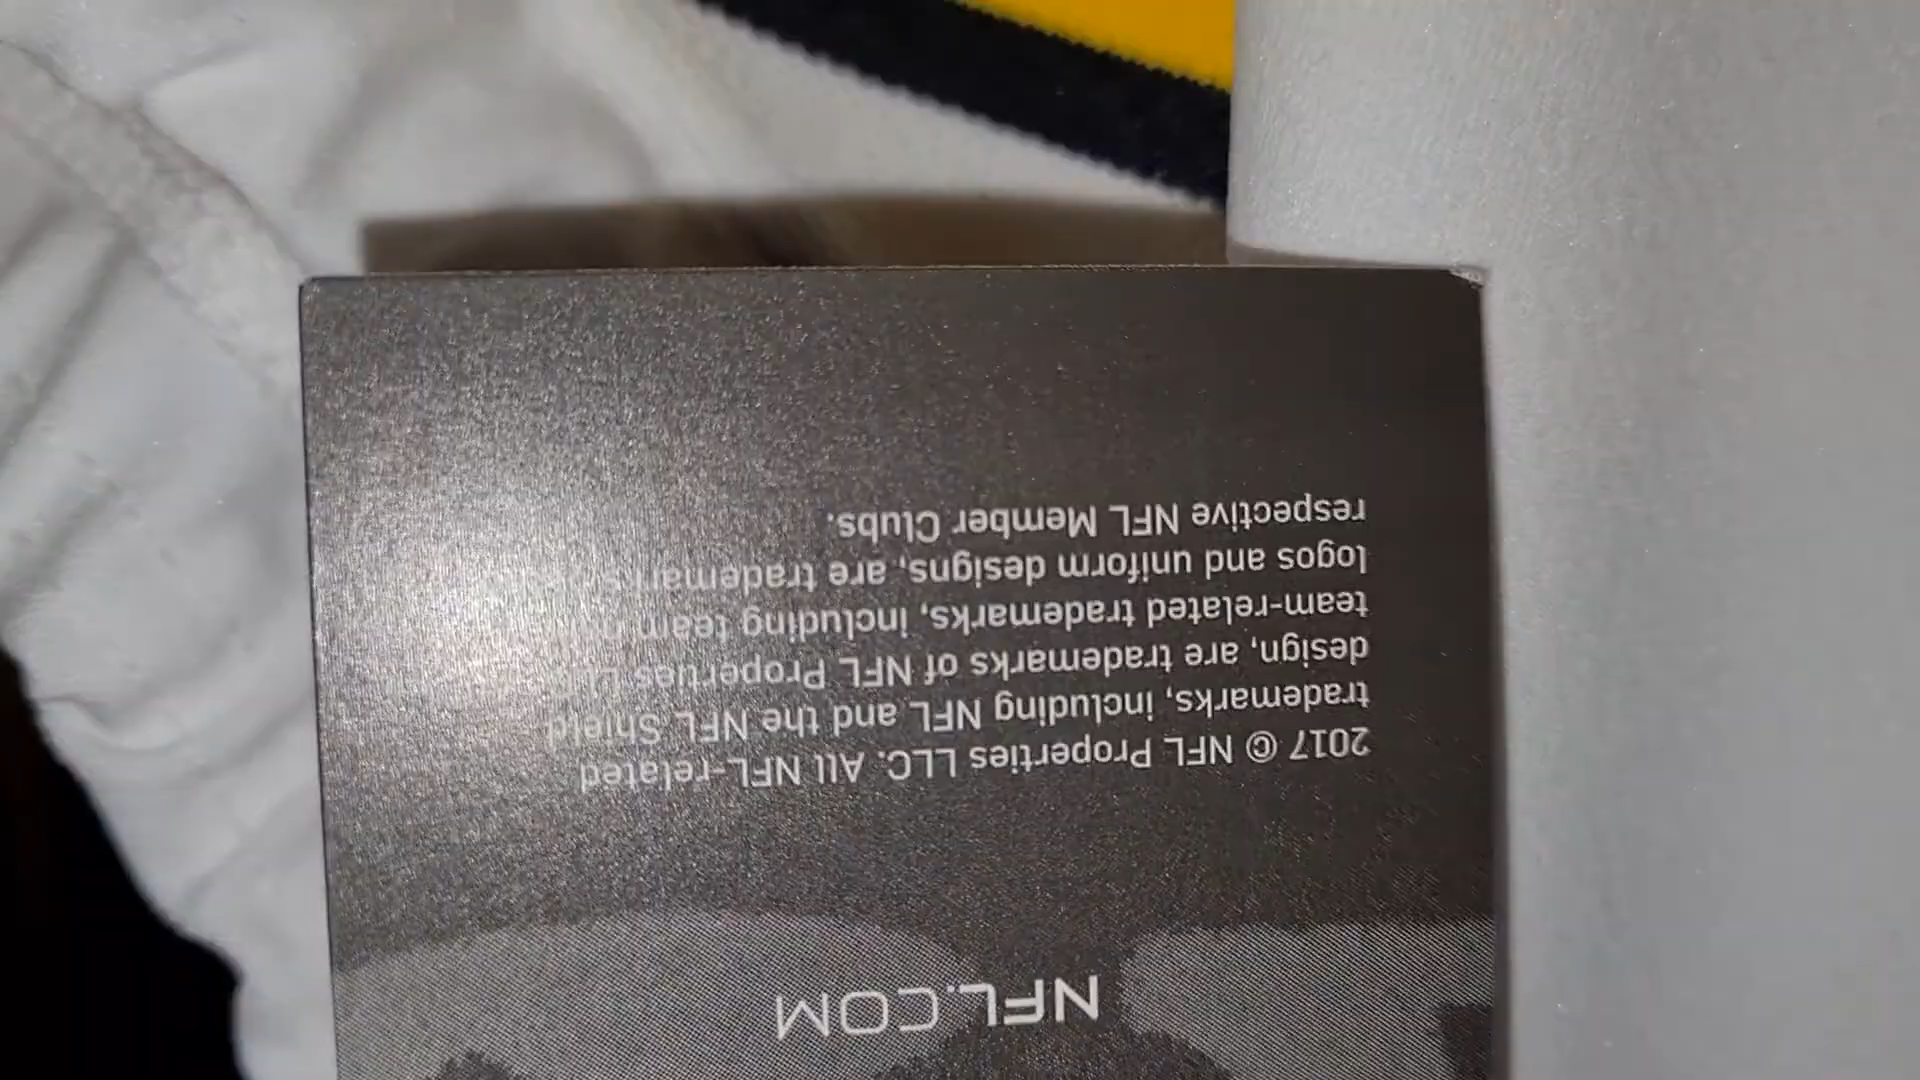 NFL.COM
2017 © NFL Properties LLC. All NFL-related
trademarks, including NFL and the NFL Shield
design, are trademarks of NFL Properties LLC.
team-related trademarks, including team
logos and uniform designs, are trademarks
respective NFL Member Clubs.